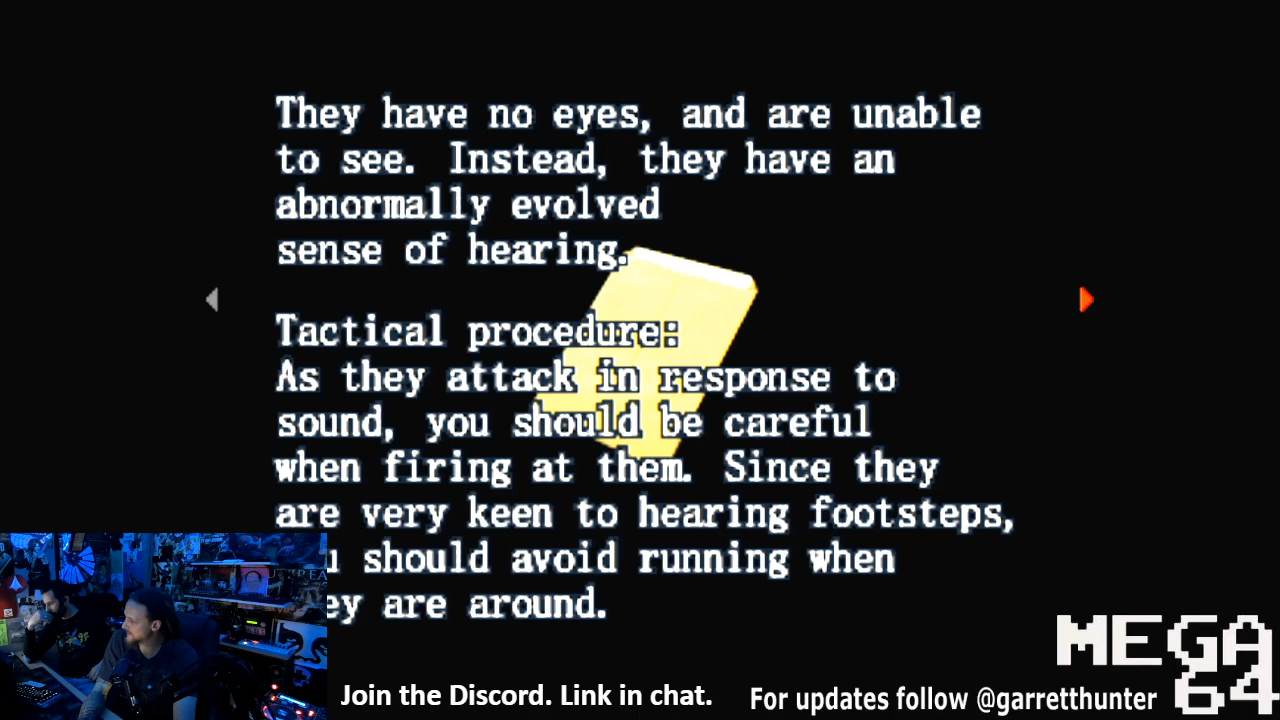 They have no eyes, and are unable
to see. Instead, they have an
abnormally evolved
sense of hearing.
Tactical procedure:
As they attack in response to
sound, you should be careful
when firing at them. Since they
are very keen to hearing footsteps,
should avoid running when
are around.
Join the Discord. Link in chat.
For updates follow @garretthunter
MEGA
64